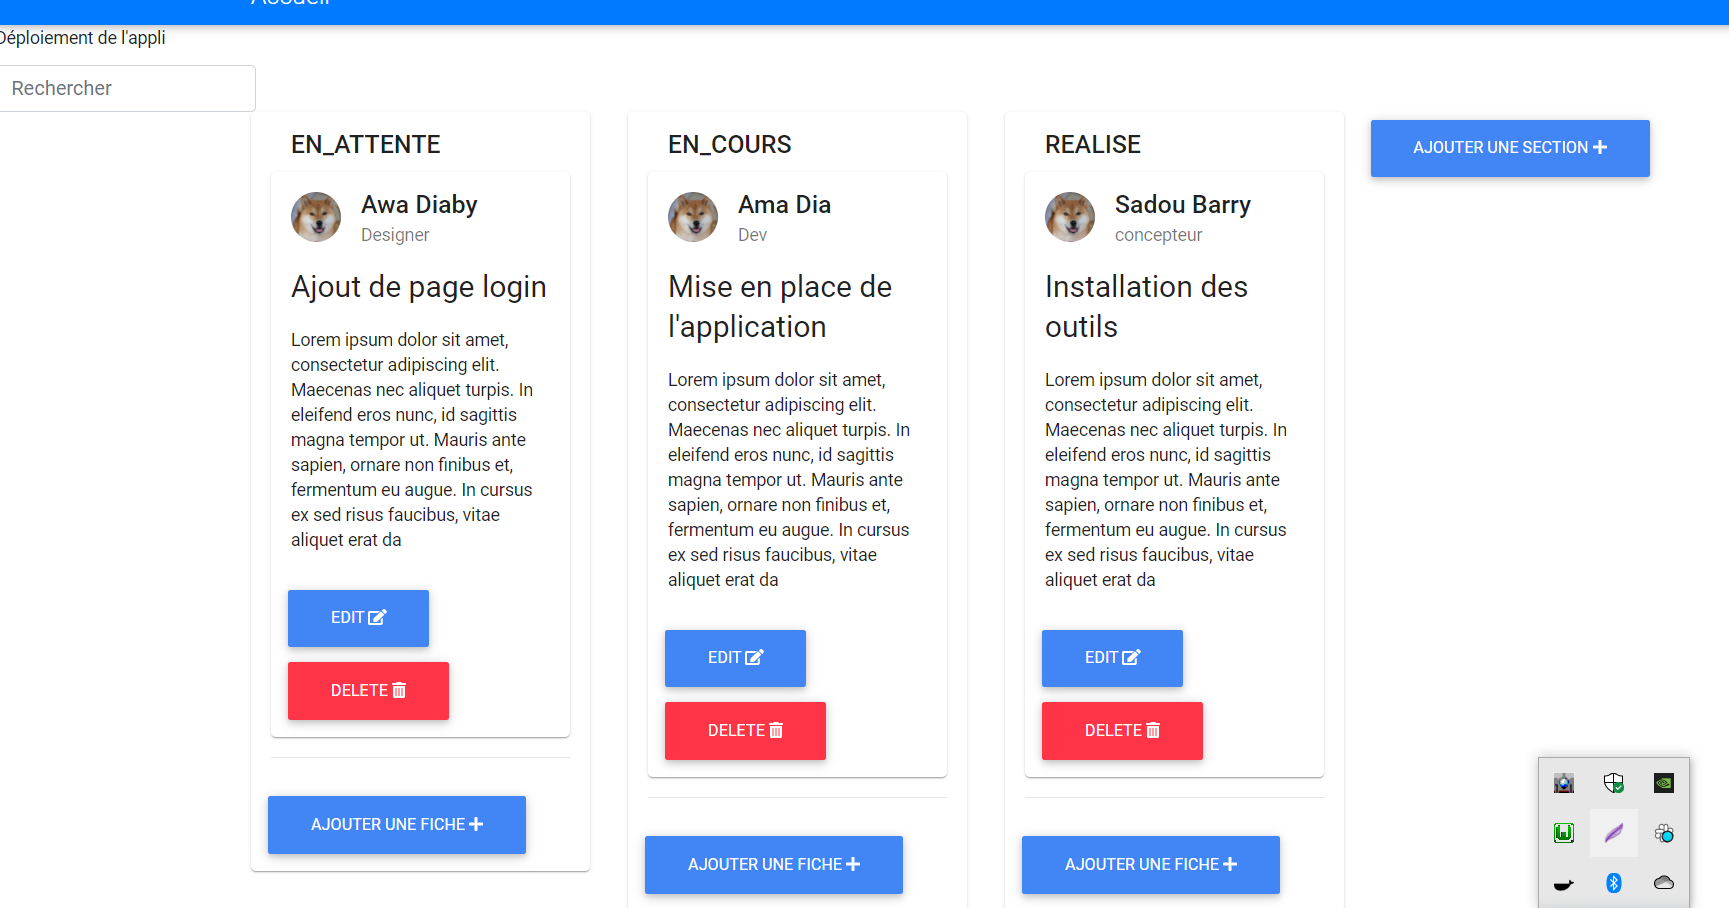 Accueil
Déploiement de l'appli
Rechercher
EN_ATTENTE
Awa Diaby
Designer
Ajout de page login
Lorem ipsum dolor sit amet,
consectetur adipiscing elit.
Maecenas nec aliquet turpis. In
eleifend eros nunc, id sagittis
magna tempor ut. Mauris ante
sapien, ornare non finibus et,
fermentum eu augue. In cursus
ex sed risus faucibus, vitae
aliquet erat da
EDIT
DELETE
AJOUTER UNE FICHE
EN_COURS
Ama Dia
Dev
Mise en place de
l'application
Lorem ipsum dolor sit amet,
consectetur adipiscing elit.
Maecenas nec aliquet turpis. In
eleifend eros nunc, id sagittis
magna tempor ut. Mauris ante
sapien, ornare non finibus et,
fermentum eu augue. In cursus
ex sed risus faucibus, vitae
aliquet erat da
EDIT
DELETE
AJOUTER UNE FICHE
REALISE
Sadou Barry
concepteur
Installation des
outils
Lorem ipsum dolor sit amet,
consectetur adipiscing elit.
Maecenas nec aliquet turpis. In
eleifend eros nunc, id sagittis
magna tempor ut. Mauris ante
sapien, ornare non finibus et,
fermentum eu augue. In cursus
ex sed risus faucibus, vitae
aliquet erat da
EDIT
DELETE
AJOUTER UNE FICHE
AJOUTER UNE SECTION